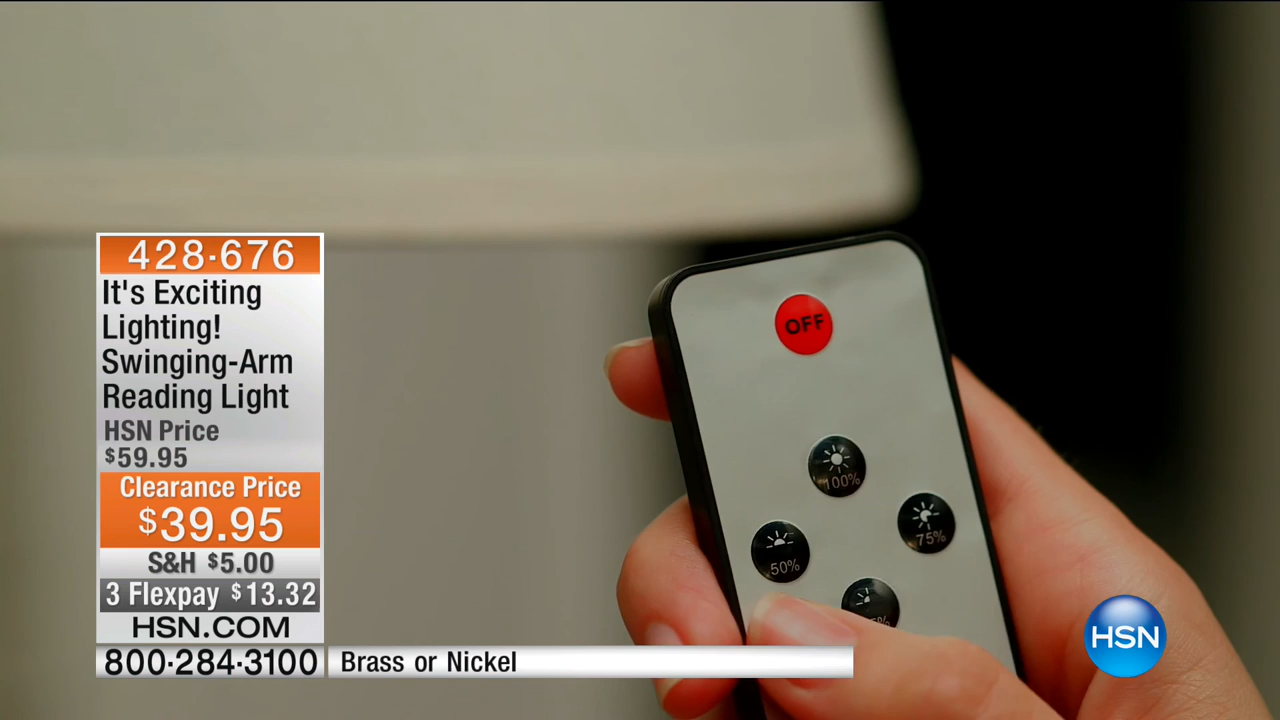 428-676
It's Exciting
Lighting!
Swinging-Arm
Reading Light
HSN Price
$59.95
Clearance Price
$39.95
S&H $5.00
3 Flexpay $13.32
HSN.COM
800-284-3100 Brass or Nickel
OFF
100%
75%
50%
HSN